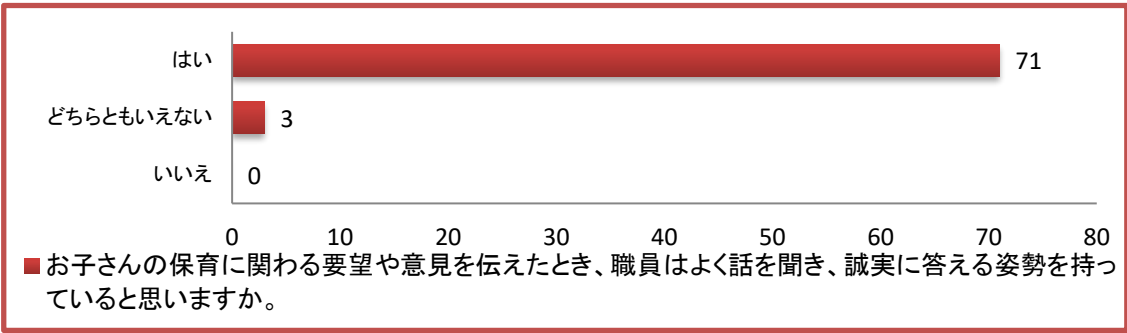 はい 71
どちらともいえない 3
いいえ 0
0 10 20 30 40 50 60 70 80
お子さんの保育に関わる要望や意見を伝えたとき、職員はよく話を聞き、誠実に答える姿勢を持っ
ていると思いますか。